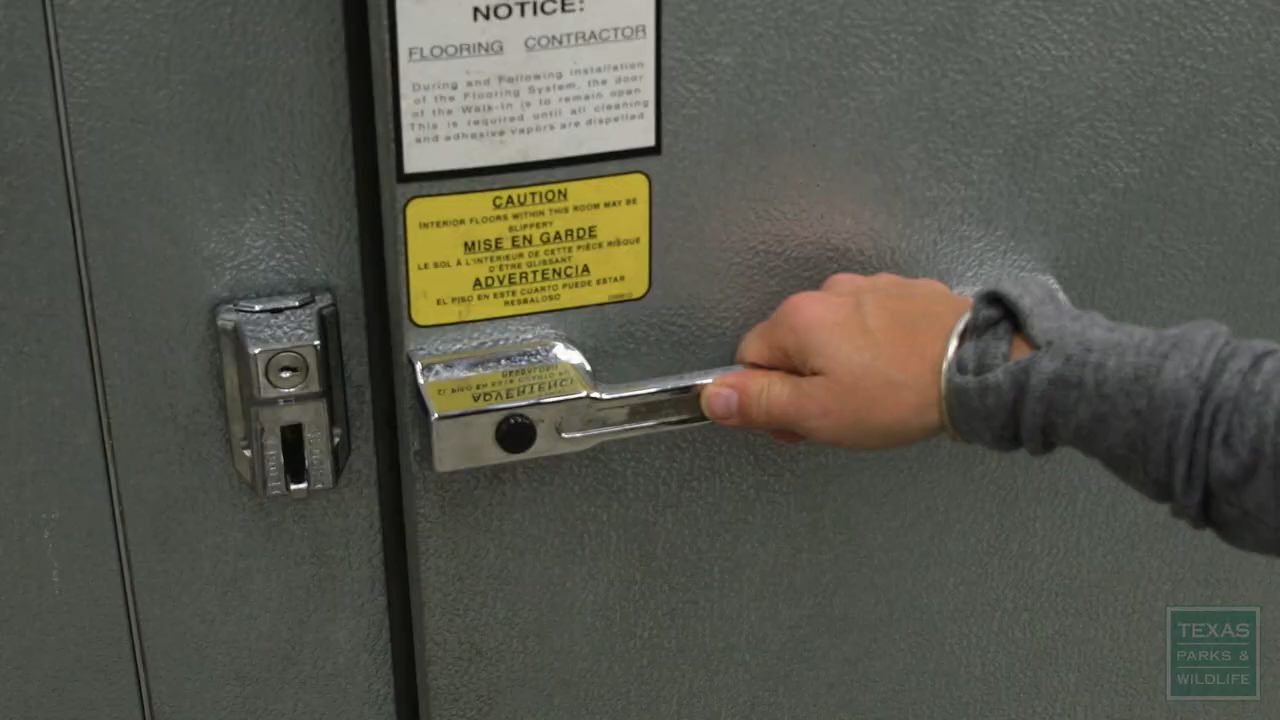 NOTICE:
FLOORING CONTRACTOR
During and Following installation
of the Flooring System, the door
of the Walk-In is to remain open
This is required until all cleaning
and adhesive vapors are dispelled
CAUTION
INTERIOR FLOORS WITHIN THIS ROOM MAY BE
SLIPPERY
MISE EN GARDE
LE SOL À L'INTÉRIEUR DE CETTE PIÈCE RISQUE
D'ÊTRE GLISSANT
ADVERTENCIA
EL PISO EN ESTE CUARTO PUEDE ESTAR
RESBALOSO
TEXAS
PARKS &
WILDLIFE